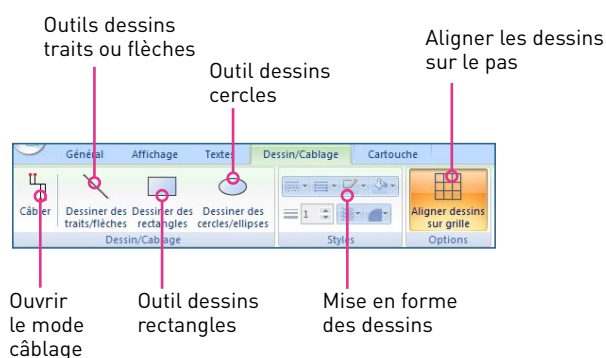 Outils dessins
traits ou flèches
Outil dessins
cercles
Aligner les dessins
sur le pas
Général Affichage Textes Dessin/Cablage Cartouche
Câbler
Dessiner des
traits/flèches
Dessiner des
rectangles
Dessiner des
cercles/ellipses
1
Aligner dessins
sur grille
Dessin/Cablage Styles Options
Ouvrir
le mode
câblage
Outil dessins
rectangles
Mise en forme
des dessins